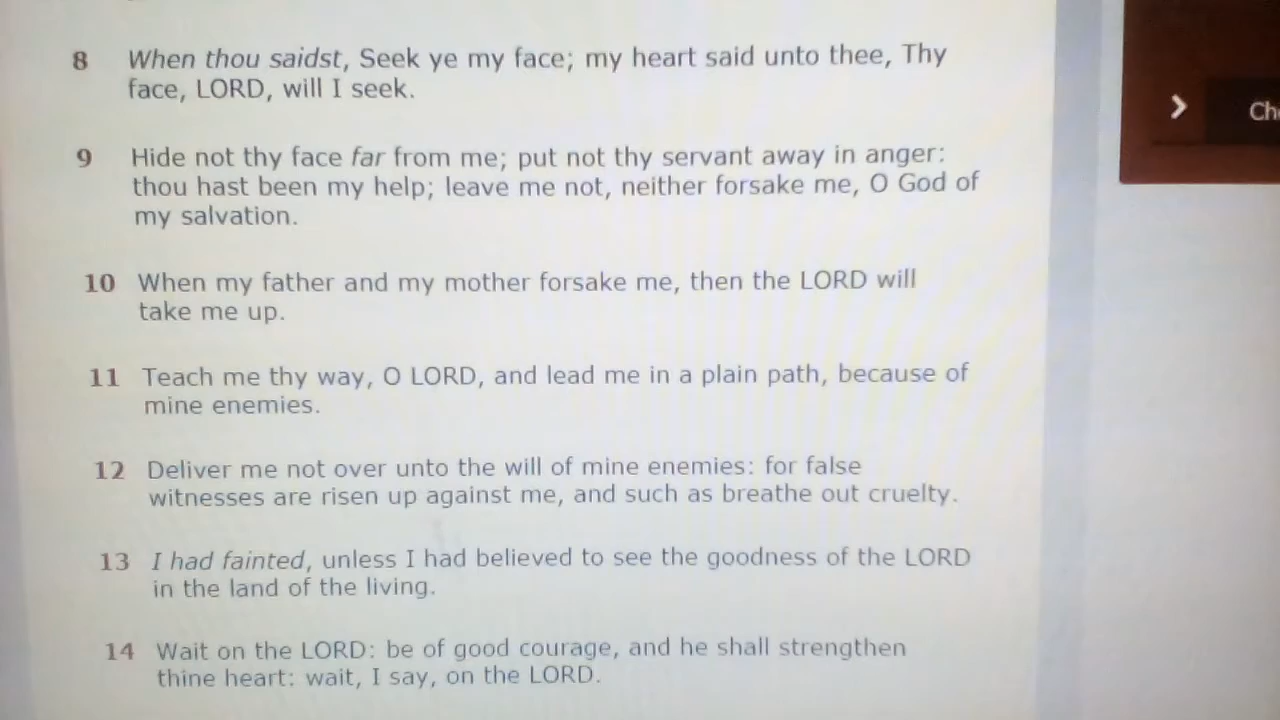 8 When thou saidst, Seek ye my face; my heart said unto thee, Thy
face, LORD, will I seek.
9 Hide not thy face far from me; put not thy servant away in anger:
thou hast been my help; leave me not, neither forsake me, O God of
my salvation.
10 When my father and my mother forsake me, then the LORD will
take me up.
11 Teach me thy way, O LORD, and lead me in a plain path, because of
mine enemies.
12 Deliver me not over unto the will of mine enemies: for false
witnesses are risen up against me, and such as breathe out cruelty.
13 I had fainted, unless I had believed to see the goodness of the LORD
in the land of the living.
14 Wait on the LORD: be of good courage, and he shall strengthen
thine heart: wait, I say, on the LORD.